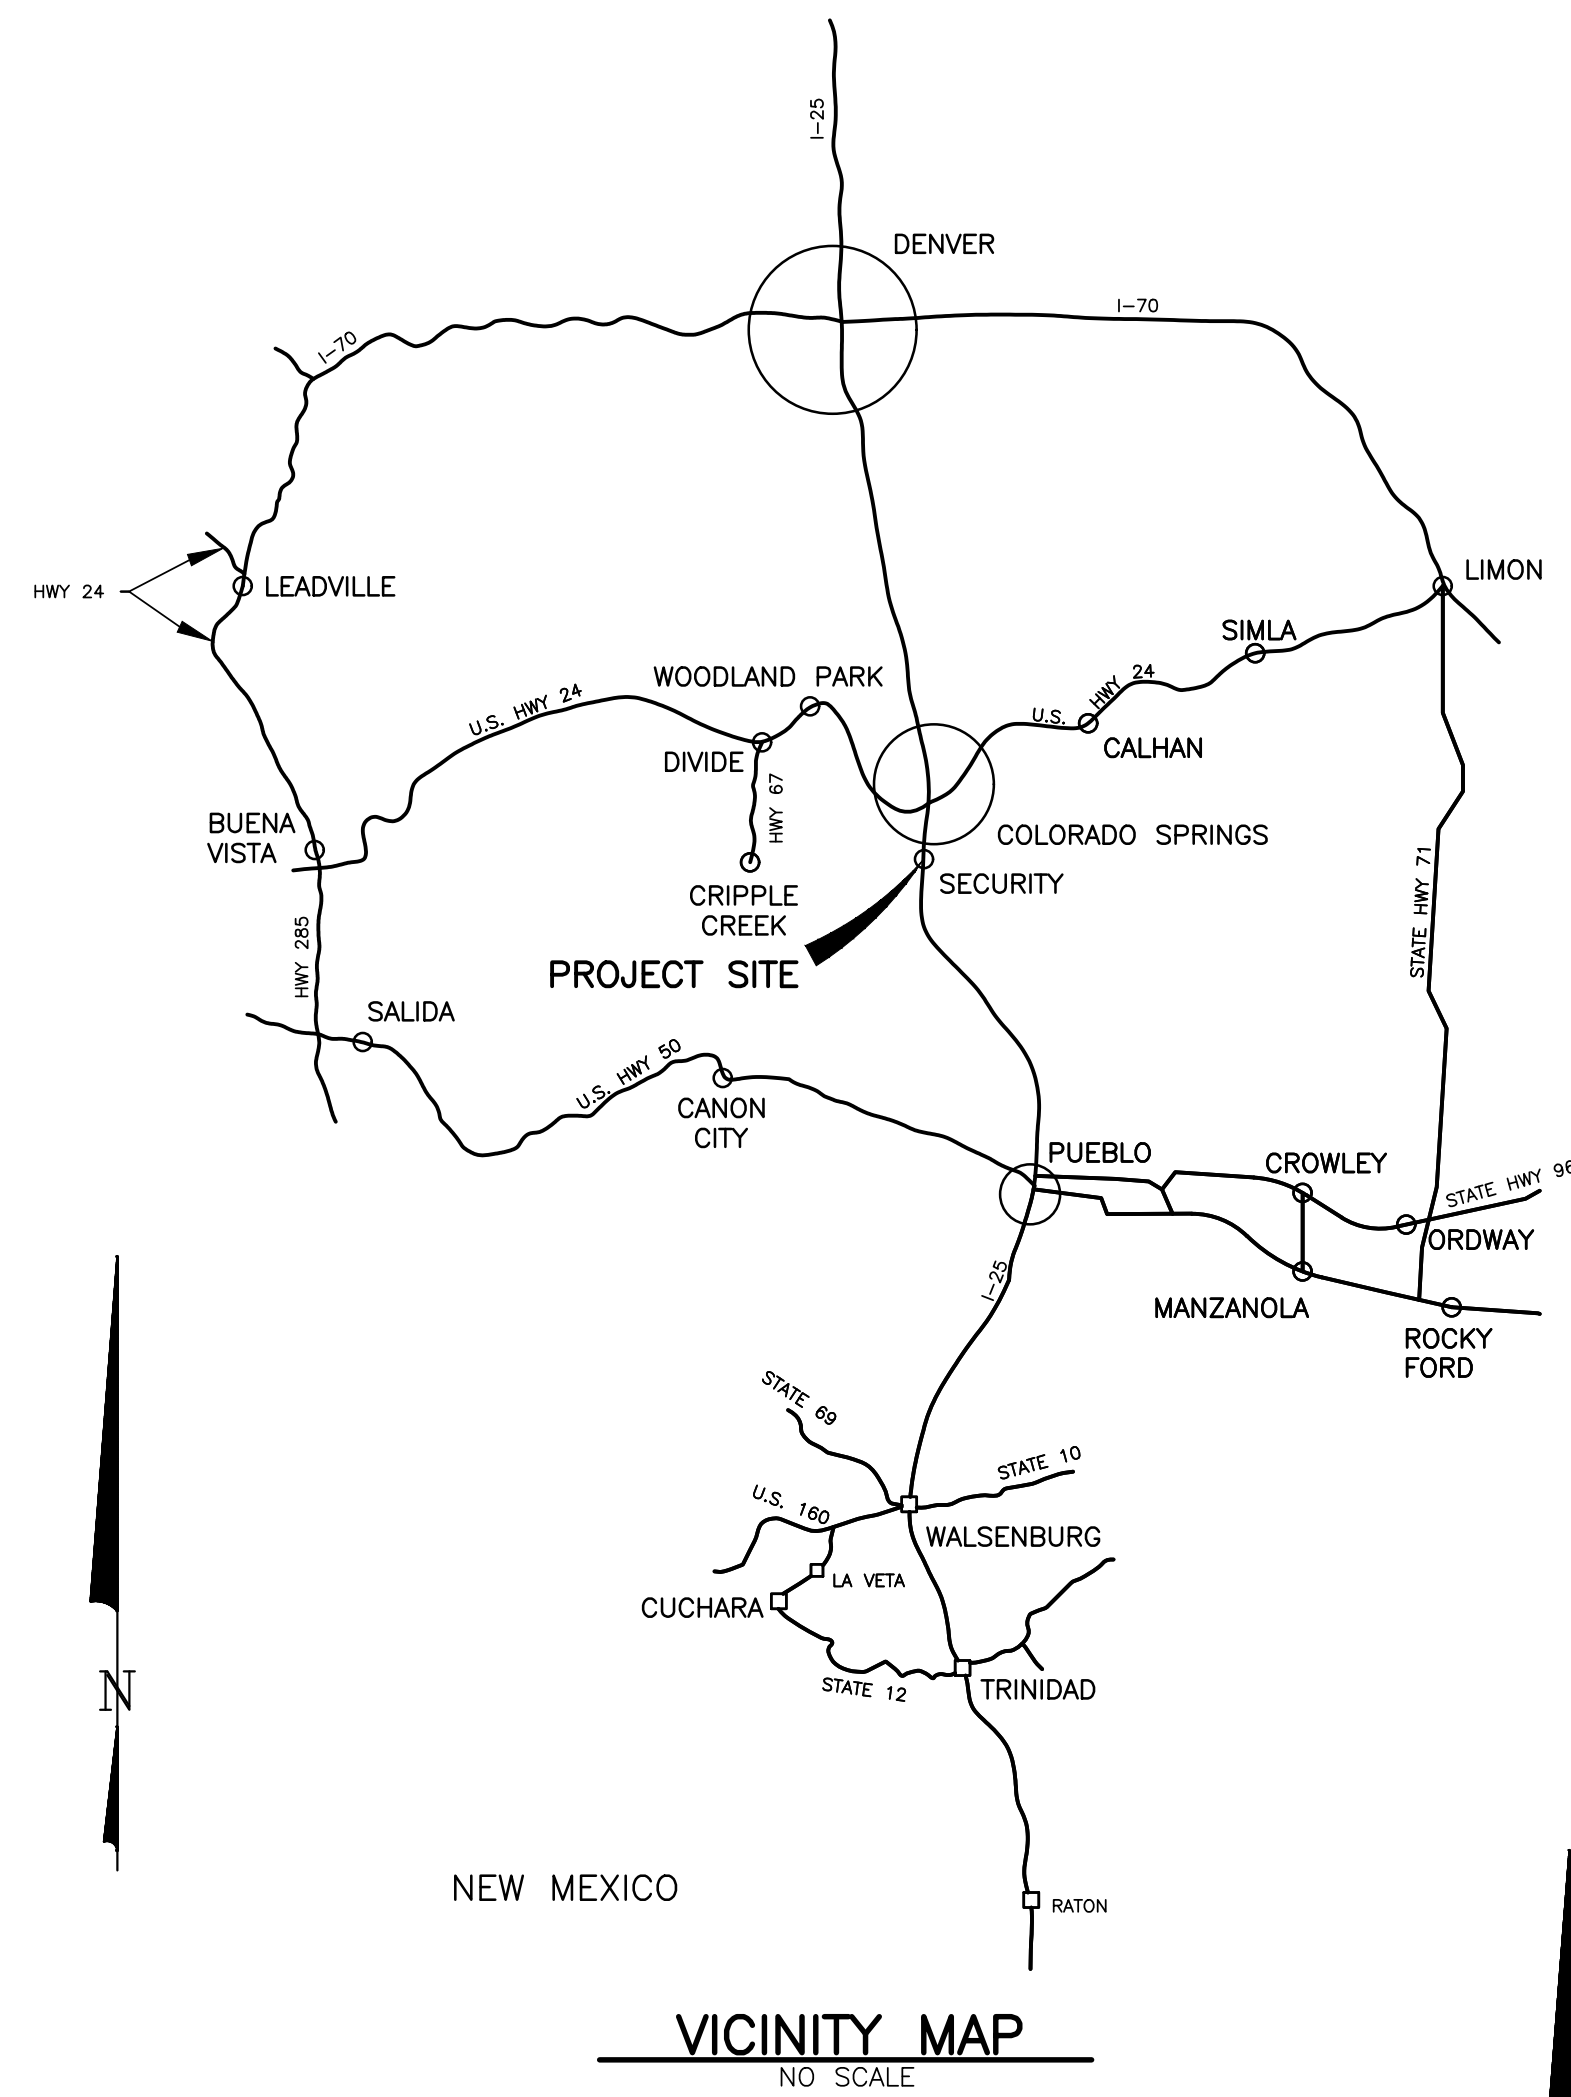 I-25
DENVER
I-70
I-70
HWY 24
LEADVILLE
LIMON
SIMLA
WOODLAND PARK
U.S. HWY 24
U.S. HWY 24
CALHAN
DIVIDE
HWY 67
BUENA
VISTA
COLORADO SPRINGS
SECURITY
CRIPPLE
CREEK
PROJECT SITE
STATE HWY 71
HWY 285
SALIDA
U.S. HWY 50
CANON
CITY
PUEBLO
CROWLEY
STATE HWY 96
ORDWAY
I-25
MANZANOLA
ROCKY
FORD
STATE 69
STATE 10
U.S. 160
WALSENBURG
LA VETA
CUCHARA
STATE 12
TRINIDAD
N
NEW MEXICO
RATON
VICINITY MAP
NO SCALE